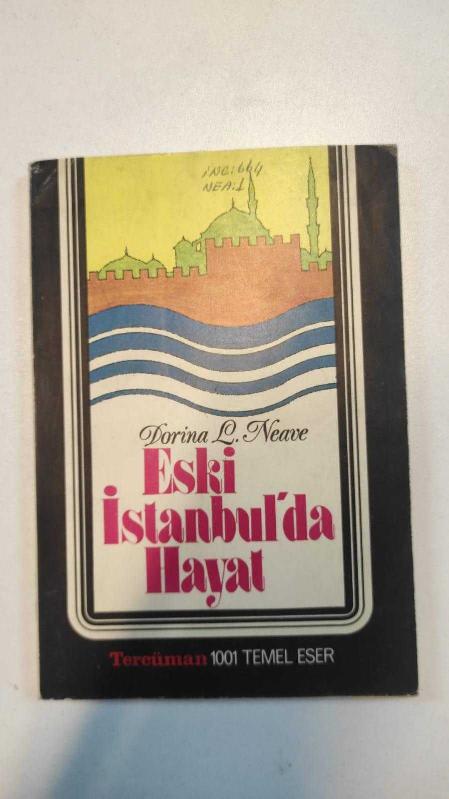 İNC:664
NEA.1
Dorina L. Neave
Eski
İstanbul'da
Hayat
Tercüman 1001 TEMEL ESER